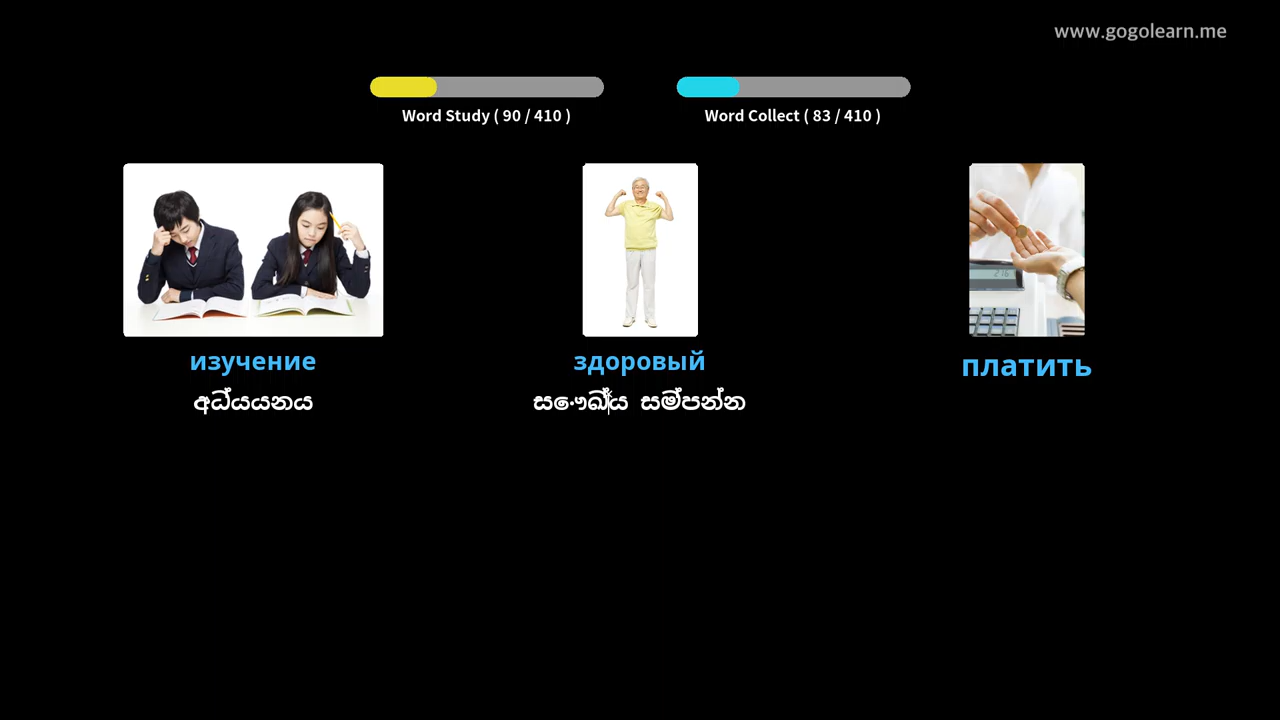 www.gogolearn.me
Word Study ( 90 / 410 )
Word Collect ( 83 / 410 )
изучение
здоровый
платить
අධ්යයනය
සෞඛ්ය සම්පන්න